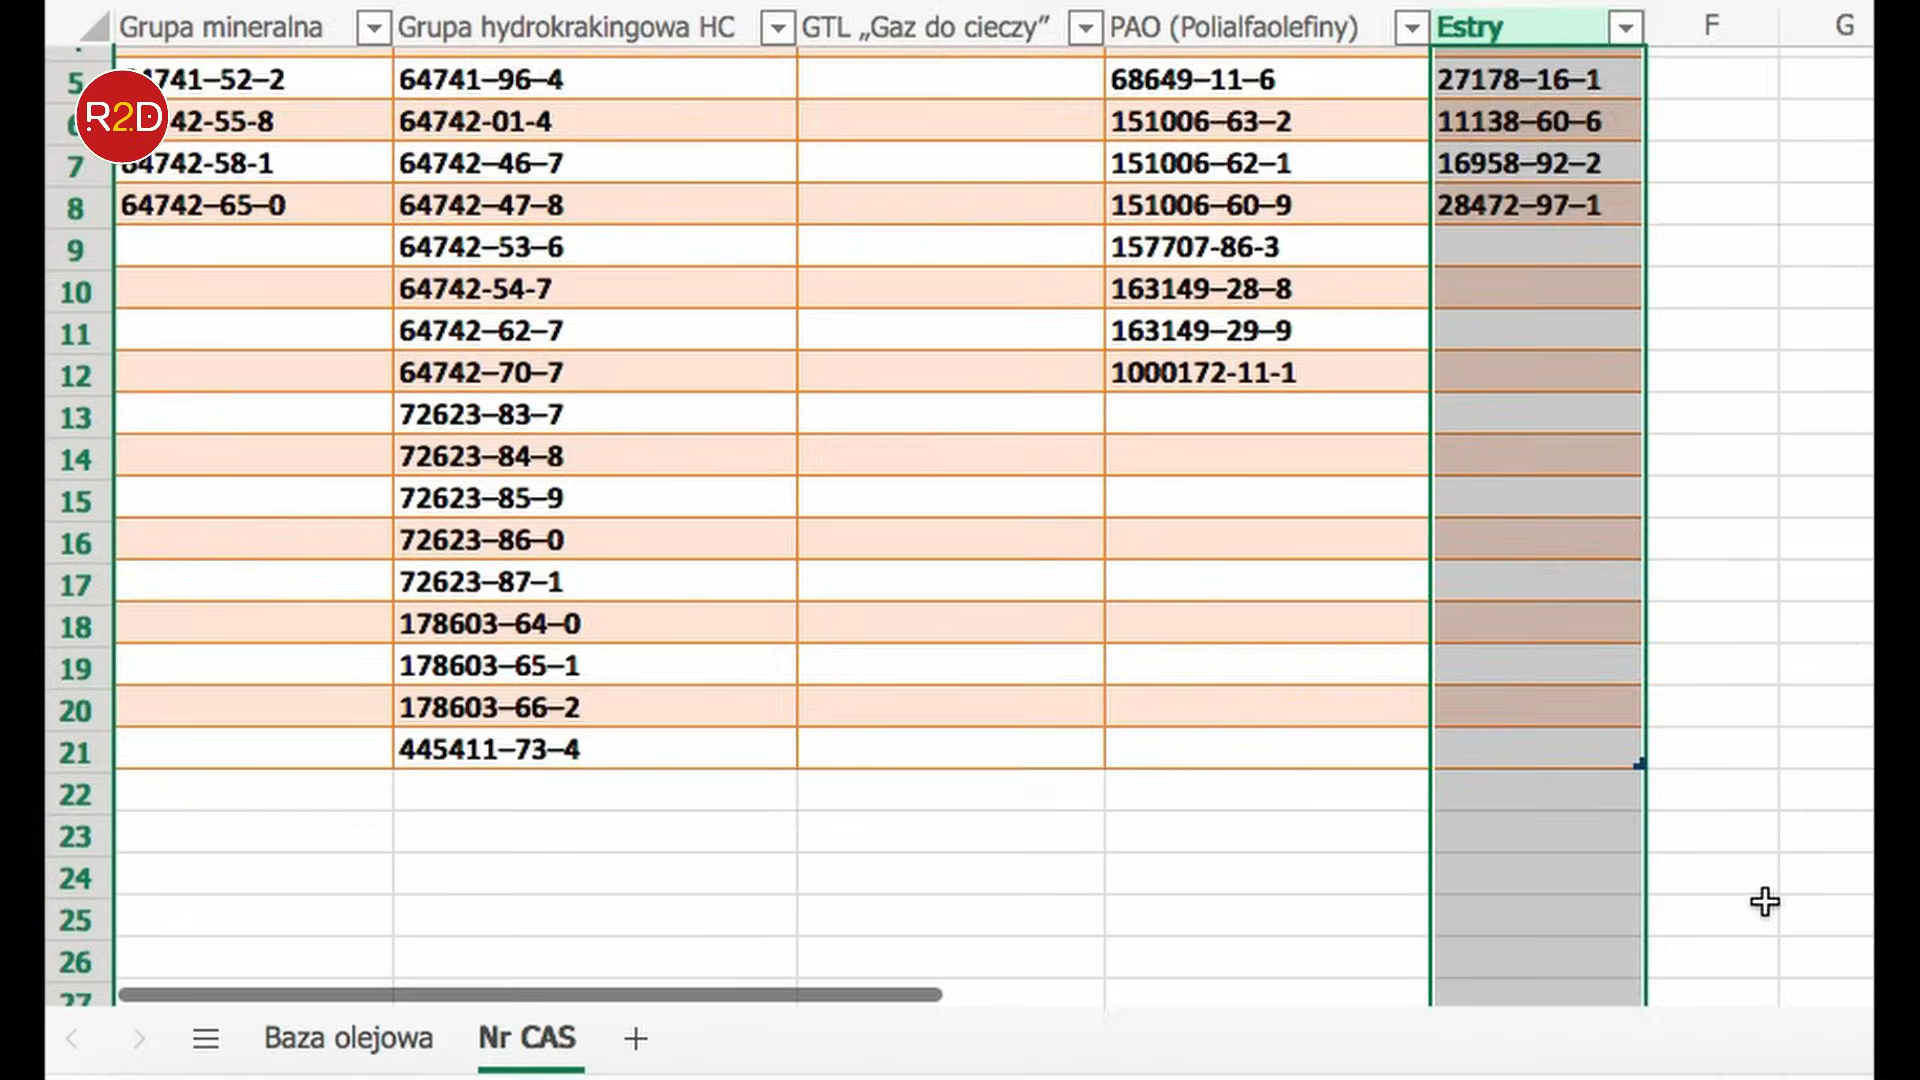 Grupa mineralna Grupa hydrokrakingowa HC GTL „Gaz do cieczy” PAO (Polialfaolefiny) Estry F G
5 4741–52–2 64741–96–4 68649–11–6 27178–16–1
R2D
6 42-55-8 64742-01-4 151006–63–2 11138–60–6
7 64742-58-1 64742–46–7 151006–62–1 16958–92–2
8 64742–65–0 64742–47–8 151006–60–9 28472–97–1
9 64742–53–6 157707-86-3
10 64742-54-7 163149–28–8
11 64742–62–7 163149–29–9
12 64742–70–7 1000172-11-1
13 72623–83–7
14 72623–84–8
15 72623–85–9
16 72623–86–0
17 72623–87–1
18 178603–64–0
19 178603–65–1
20 178603–66–2
21 445411–73–4
22
23
24
25
26
27
Baza olejowa Nr CAS +